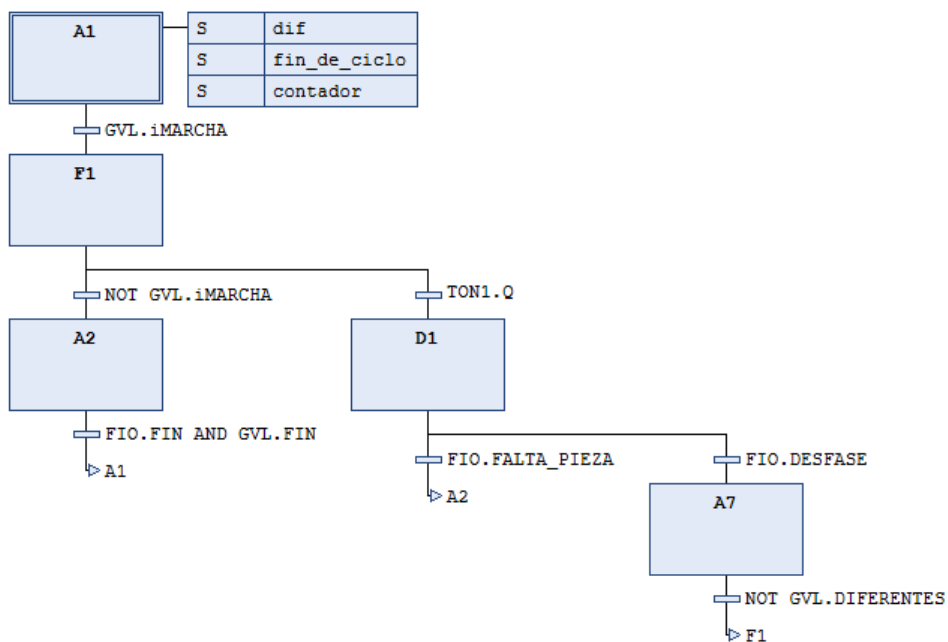 A1
S dif
S fin_de_ciclo
S contador
GVL.iMARCHA
F1
NOT GVL.iMARCHA
TON1.Q
A2
D1
FIO.FIN AND GVL.FIN
FIO.FALTA_PIEZA
FIO.DESFASE
A1
A2
A7
NOT GVL.DIFERENTES
F1